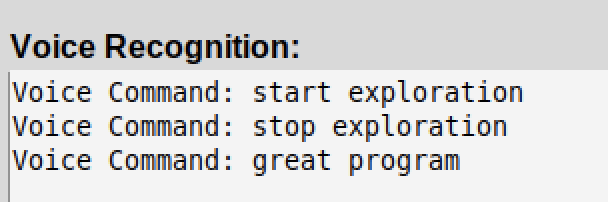 Voice Recognition:
Voice Command: start exploration
Voice Command: stop exploration
Voice Command: great program